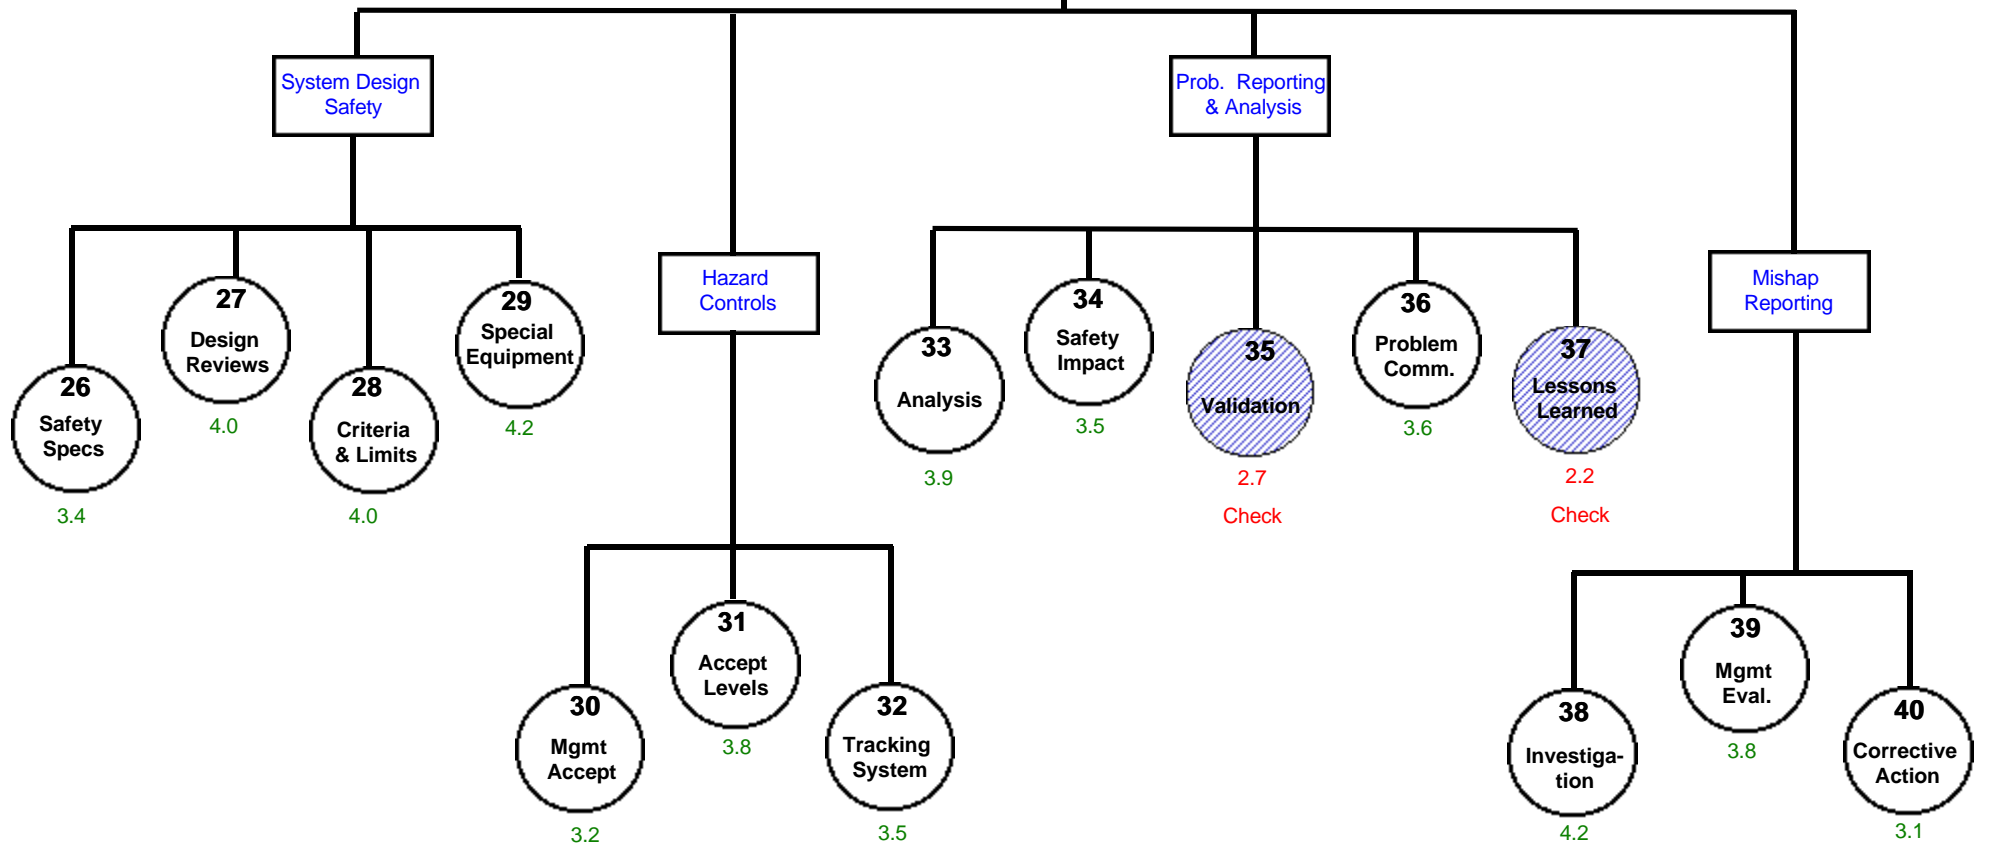 System Design
Safety
Prob. Reporting
& Analysis
Hazard
Controls
Mishap
Reporting
26
Safety
Specs
3.4
27
Design
Reviews
4.0
28
Criteria
& Limits
4.0
29
Special
Equipment
4.2
30
Mgmt
Accept
3.2
31
Accept
Levels
3.8
32
Tracking
System
3.5
33
Analysis
3.9
34
Safety
Impact
3.5
35
Validation
2.7
Check
36
Problem
Comm.
3.6
37
Lessons
Learned
2.2
Check
38
Investiga-
tion
4.2
39
Mgmt
Eval.
3.8
40
Corrective
Action
3.1